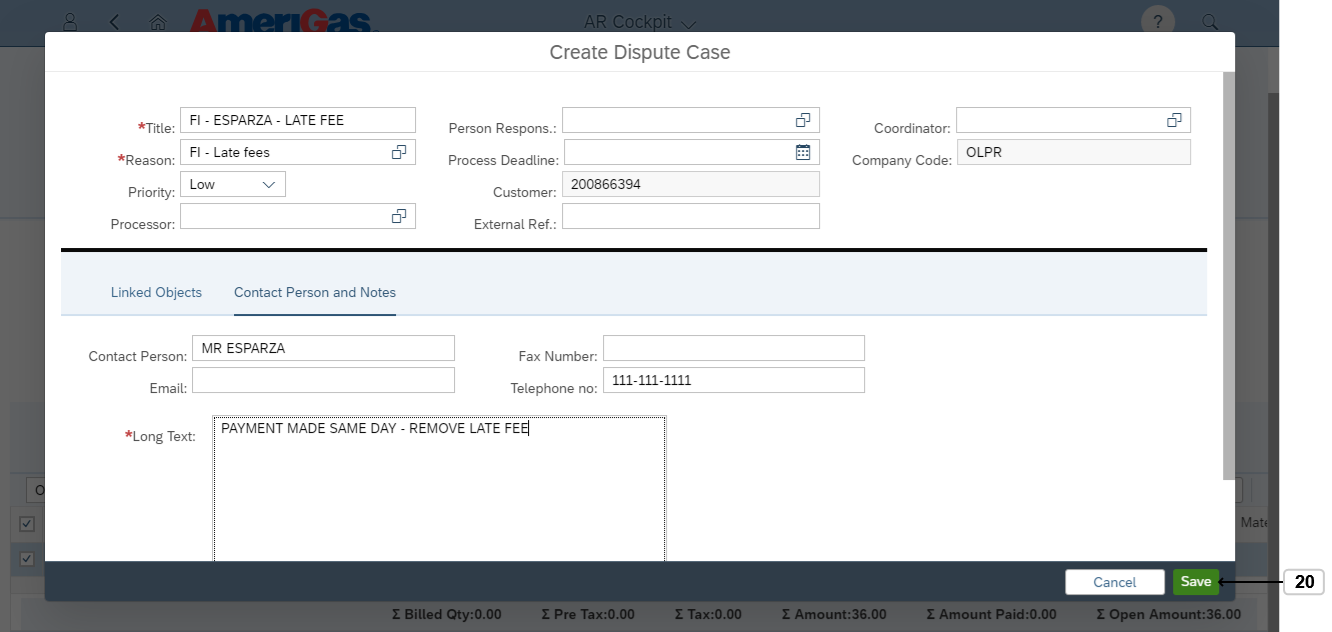 AmeriGas
AR Cockpit
?
Create Dispute Case
*Title: FI - ESPARZA - LATE FEE
Person Respons.:
Coordinator:
*Reason: FI - Late fees
Process Deadline:
Company Code: OLPR
Priority: Low
Customer: 200866394
Processor:
External Ref.:
Linked Objects
Contact Person and Notes
Contact Person: MR ESPARZA
Fax Number:
Email:
Telephone no: 111-111-1111
*Long Text: PAYMENT MADE SAME DAY - REMOVE LATE FEE
Cancel
Save
20
Σ Billed Qty:0.00 Σ Pre Tax:0.00 Σ Tax:0.00 Σ Amount:36.00 Σ Amount Paid:0.00 Σ Open Amount:36.00